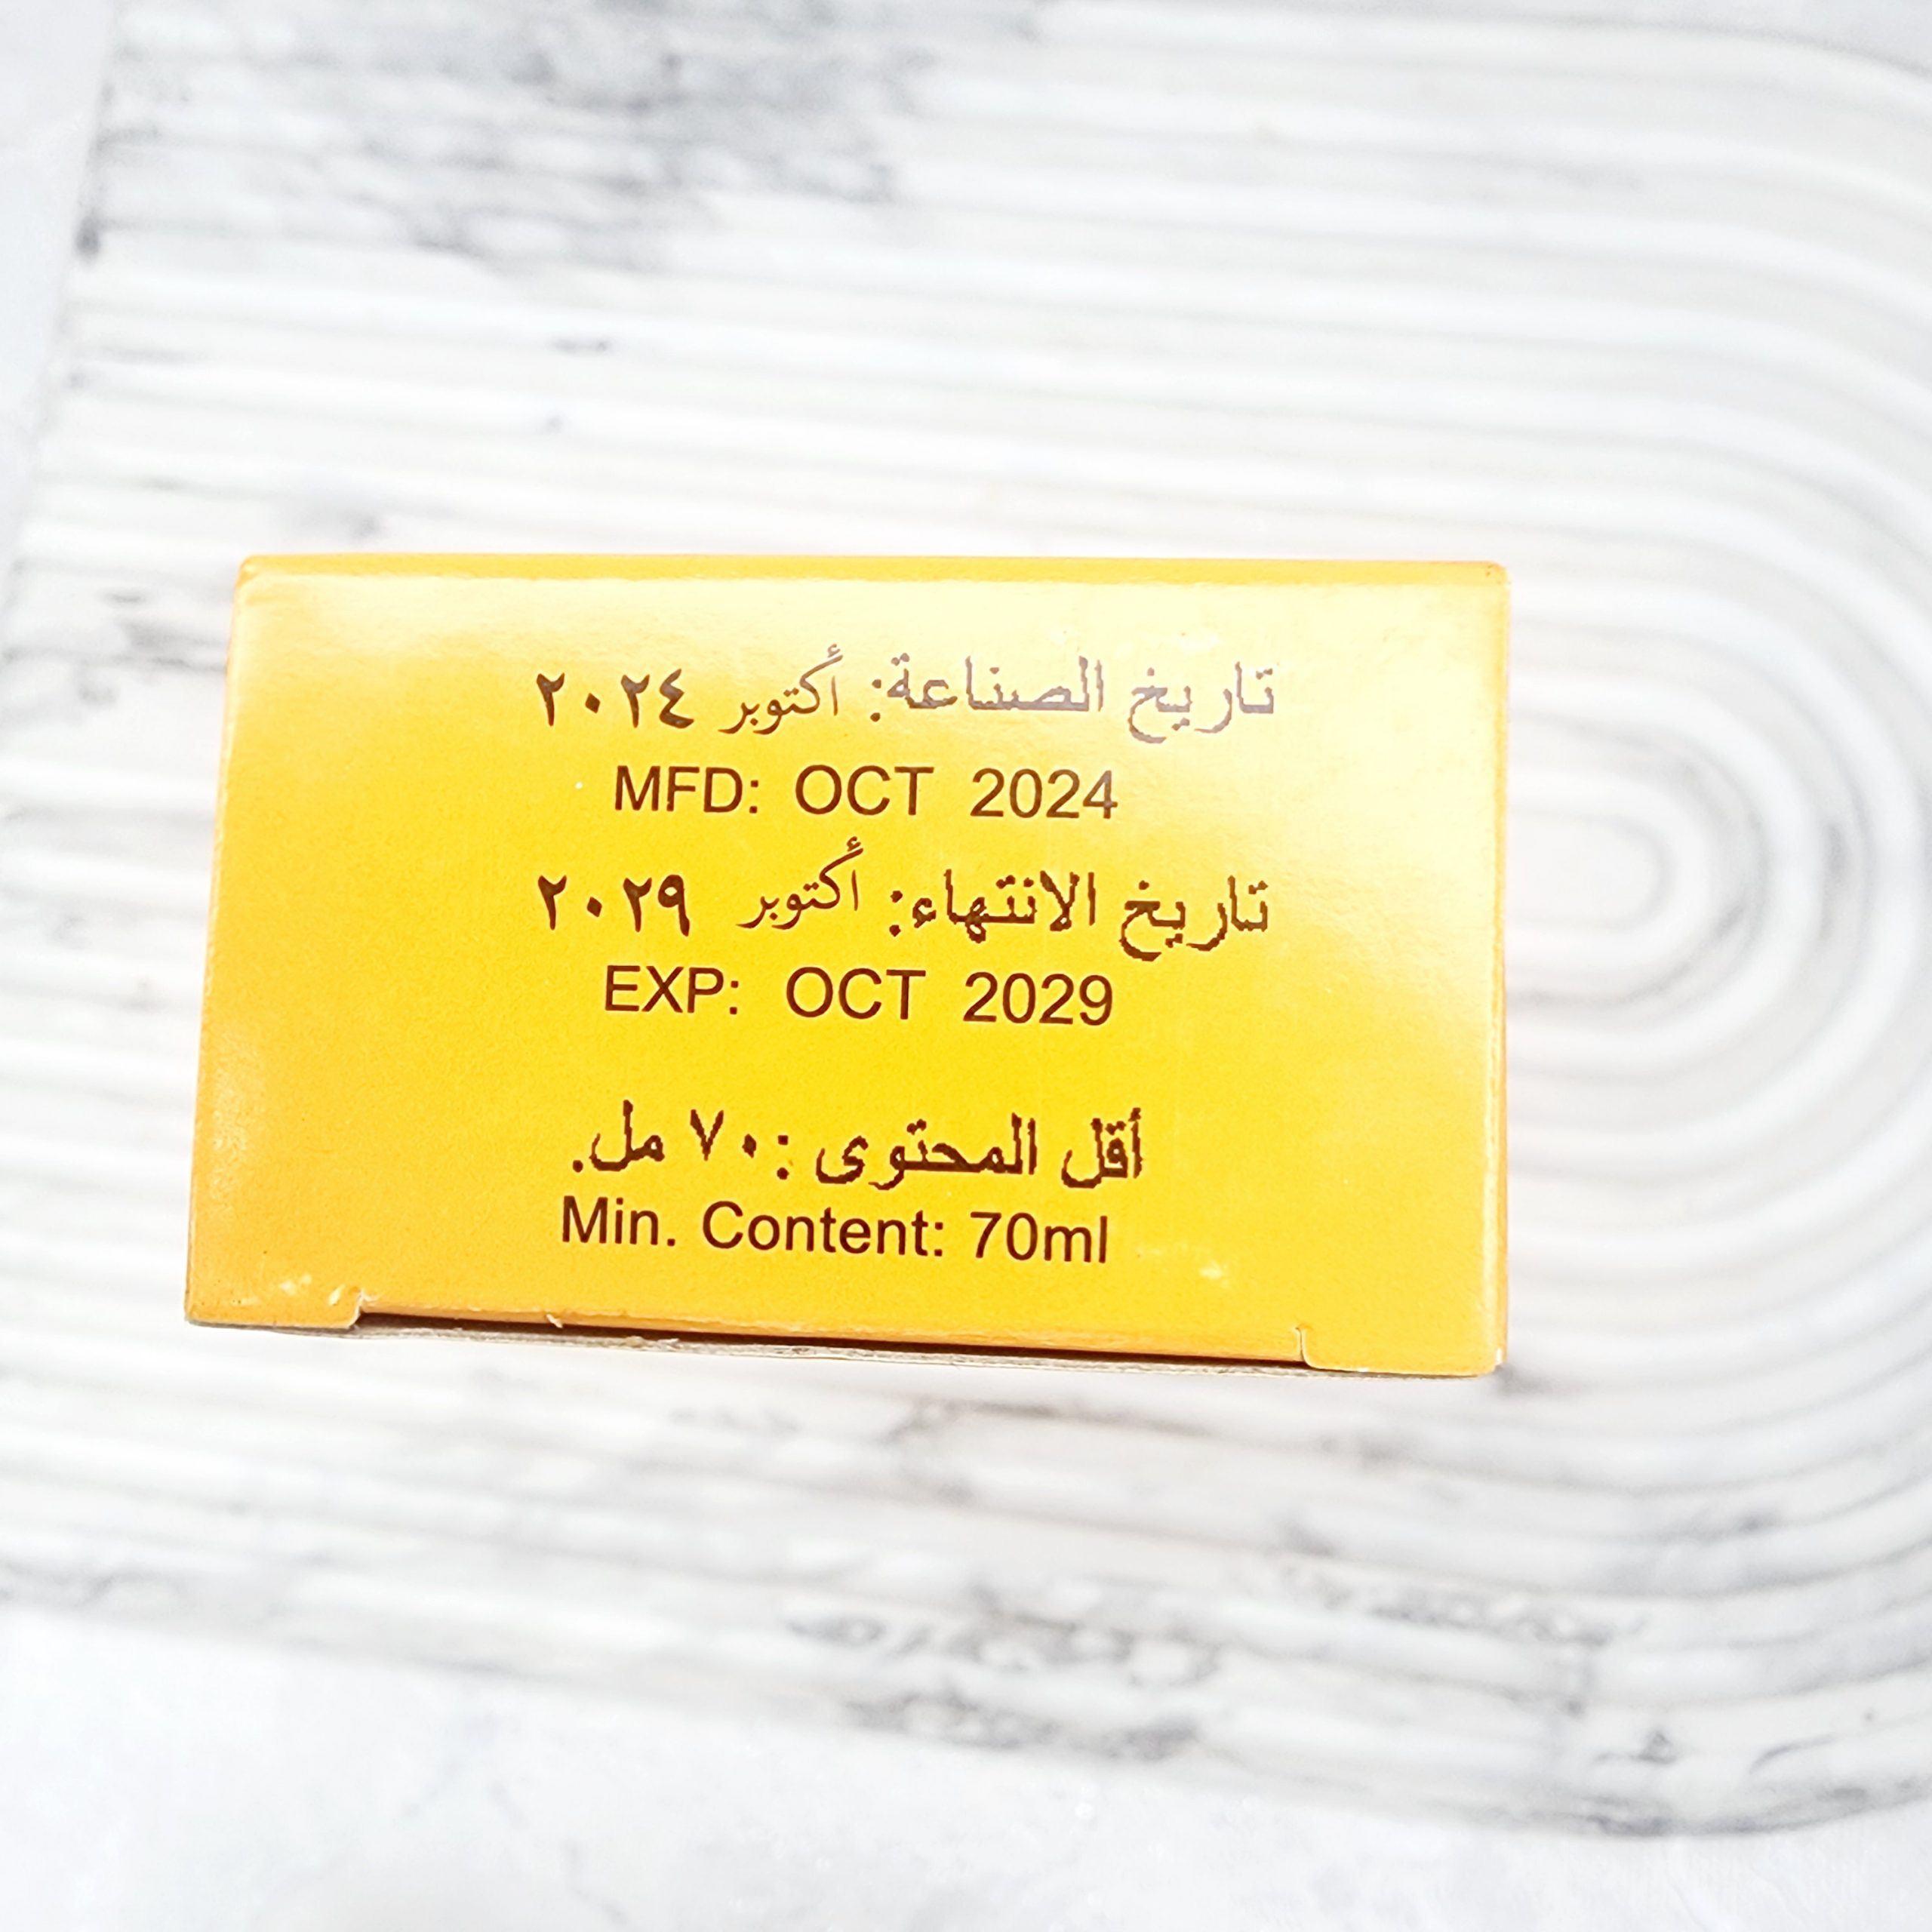 تاريخ الصناعة: أكتوبر ٢٠٢٤
MFD: OCT 2024
تاريخ الانتهاء: أكتوبر ٢٠٢٩
EXP: OCT 2029
أقل المحتوى :٧٠ مل.
Min. Content: 70ml